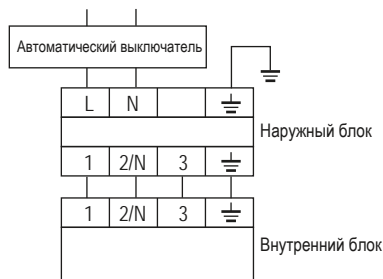 Автоматический выключатель
L N
Наружный блок
1 2/N 3
1 2/N 3
Внутренний блок